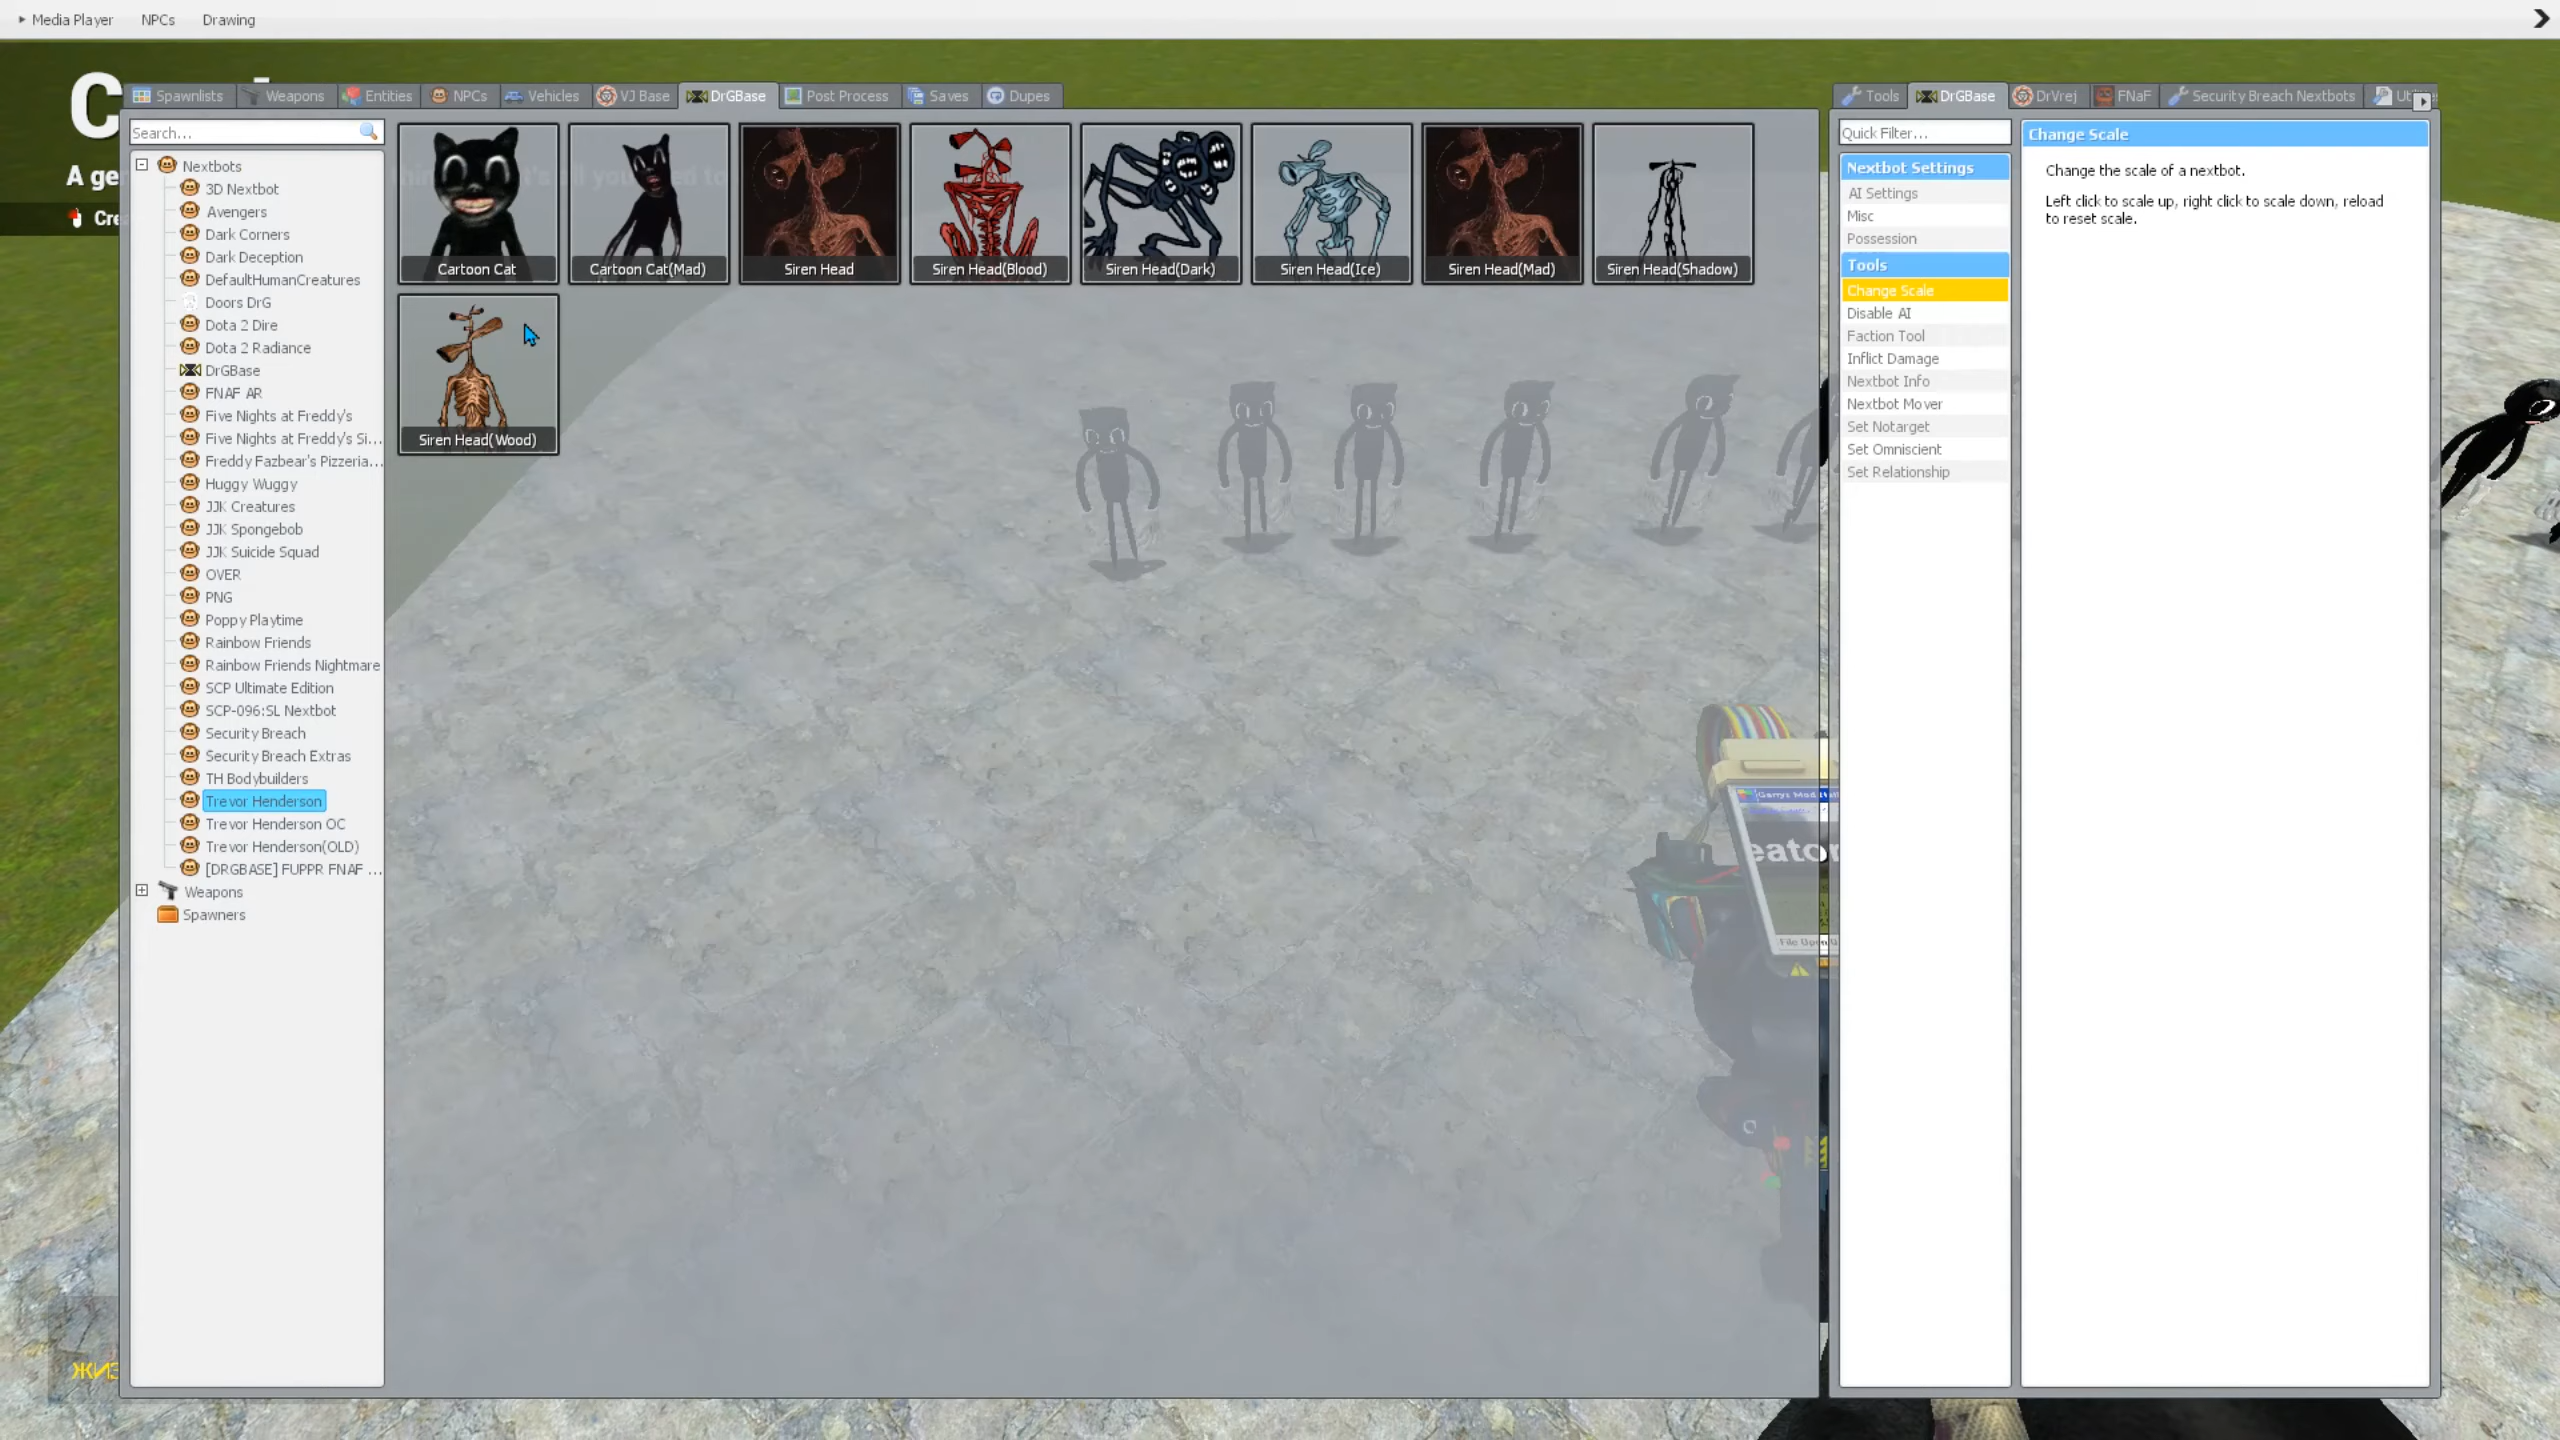 Media Player NPCs Drawing
Spawnlists Weapons Entities NPCs Vehicles VJ Base DrGBase Post Process Saves Dupes
Tools DrGBase DrVrej FNaF Security Breach Nextbots
C
A ge
Cre
Search...
Nextbots
3D Nextbot
Avengers
Dark Corners
Dark Deception
DefaultHumanCreatures
Doors DrG
Dota 2 Dire
Dota 2 Radiance
DrGBase
FNAF AR
Five Nights at Freddy's
Five Nights at Freddy's Si...
Freddy Fazbear's Pizzeria...
Huggy Wuggy
JJK Creatures
JJK Spongebob
JJK Suicide Squad
OVER
PNG
Poppy Playtime
Rainbow Friends
Rainbow Friends Nightmare
SCP Ultimate Edition
SCP-096:SL Nextbot
Security Breach
Security Breach Extras
TH Bodybuilders
Trevor Henderson
Trevor Henderson OC
Trevor Henderson(OLD)
[DRGBASE] FUPPR FNAF ...
Weapons
Spawners
Cartoon Cat
Cartoon Cat(Mad)
Siren Head
Siren Head(Blood)
Siren Head(Dark)
Siren Head(Ice)
Siren Head(Mad)
Siren Head(Shadow)
Siren Head(Wood)
Quick Filter...
Nextbot Settings
AI Settings
Misc
Possession
Tools
Change Scale
Disable AI
Faction Tool
Inflict Damage
Nextbot Info
Nextbot Mover
Set Notarget
Set Omniscient
Set Relationship
Change Scale
Change the scale of a nextbot.
Left click to scale up, right click to scale down, reload
to reset scale.
eator
File Open
ЖИЗ